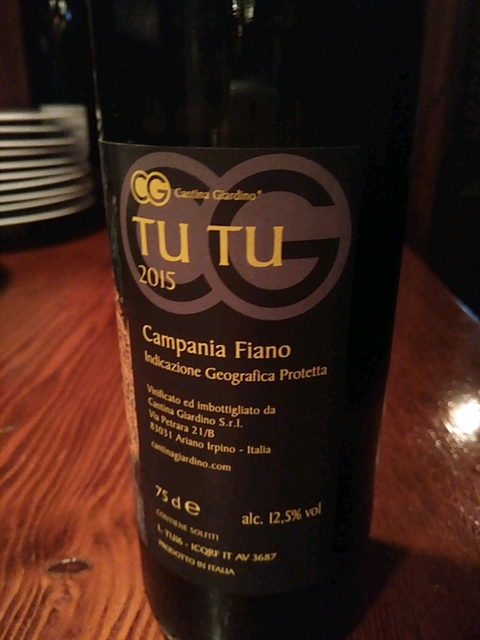 CG Cantina Giardino®
TU TU
2015
Campania Fiano
Indicazione Geografica Protetta
Vinificato ed imbottigliato da
Cantina Giardino S.r.l.
Via Petrara 21/B
83031 Ariano Irpino - Italia
cantinagiardino.com
75 cl e
alc. 12,5% vol
CONTIENE SOLFITI
L. TU16 - ICQRF IT AV 3687
PRODOTTO IN ITALIA